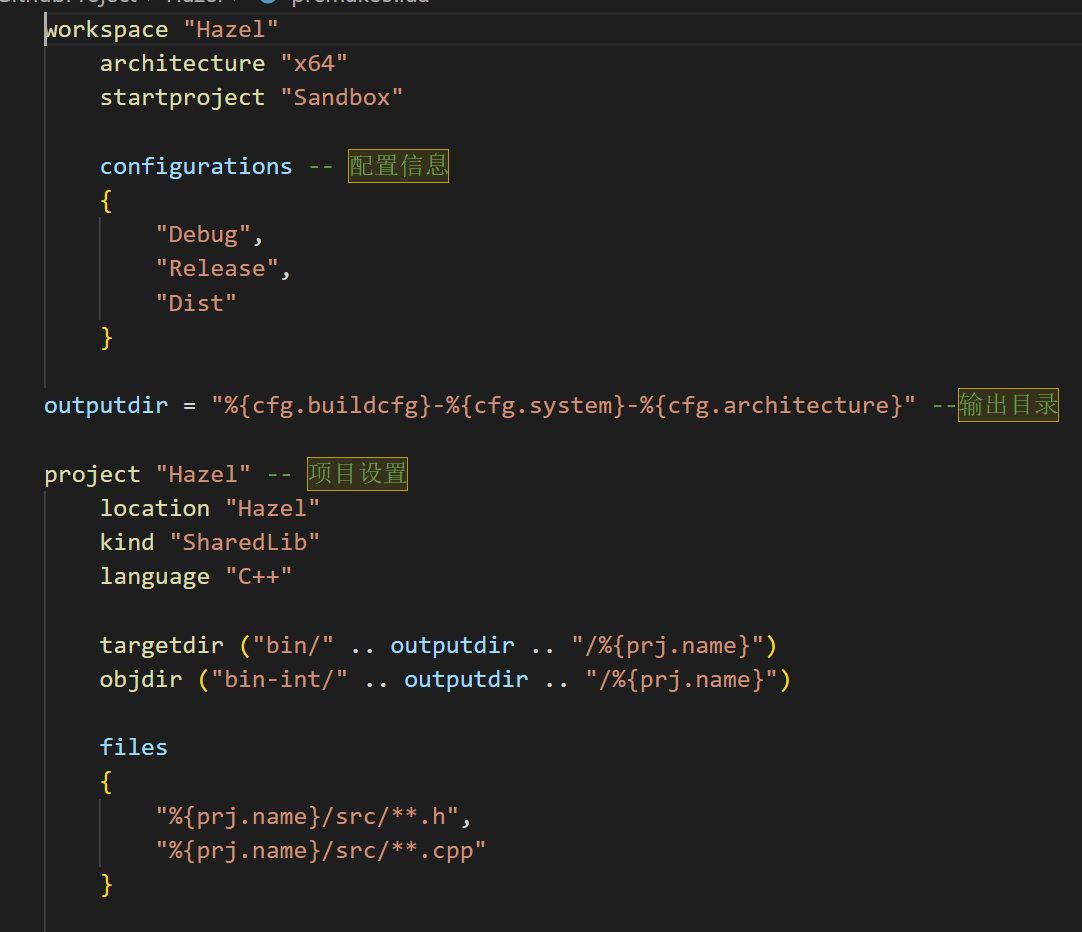 workspace "Hazel"
architecture "x64"
startproject "Sandbox"
configurations -- 配置信息
{
"Debug",
"Release",
"Dist"
}
outputdir = "%{cfg.buildcfg}-%{cfg.system}-%{cfg.architecture}" --输出目录
project "Hazel" -- 项目设置
location "Hazel"
kind "SharedLib"
language "C++"
targetdir ("bin/" .. outputdir .. "/%{prj.name}")
objdir ("bin-int/" .. outputdir .. "/%{prj.name}")
files
{
"%{prj.name}/src/**.h",
"%{prj.name}/src/**.cpp"
}